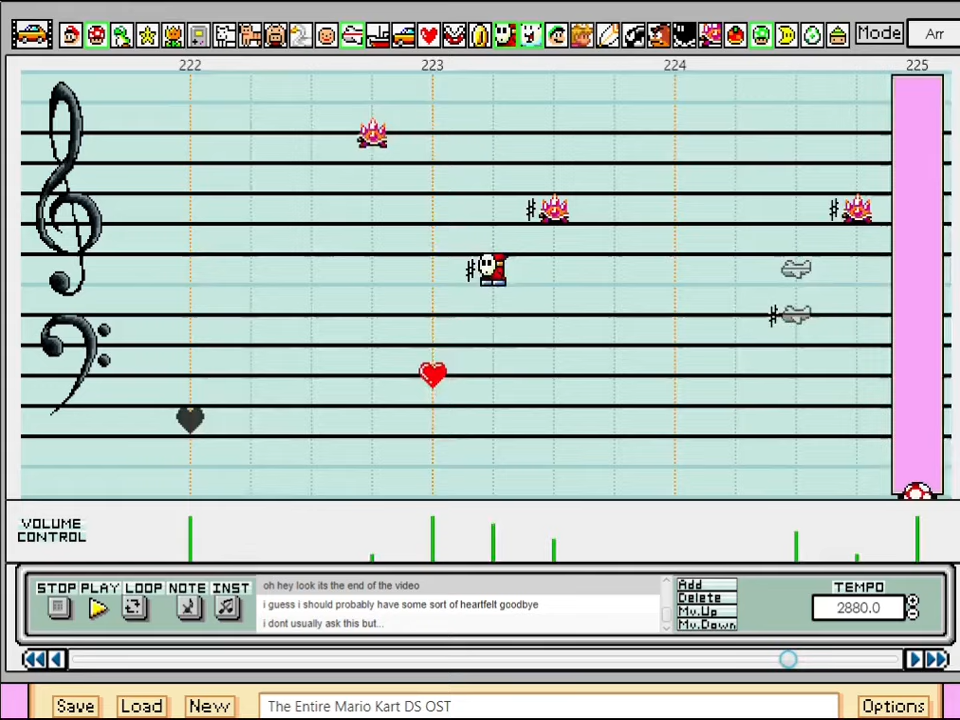 Mode Arr
222 223 224 225
VOLUME
CONTROL
STOP PLAY LOOP NOTE INST
oh hey look its the end of the video
i guess i should probably have some sort of heartfelt goodbye
i dont usually ask this but...
Add
Delete
Mv.Up
Mv.Down
TEMPO
2880.0
Save Load New The Entire Mario Kart DS OST Options